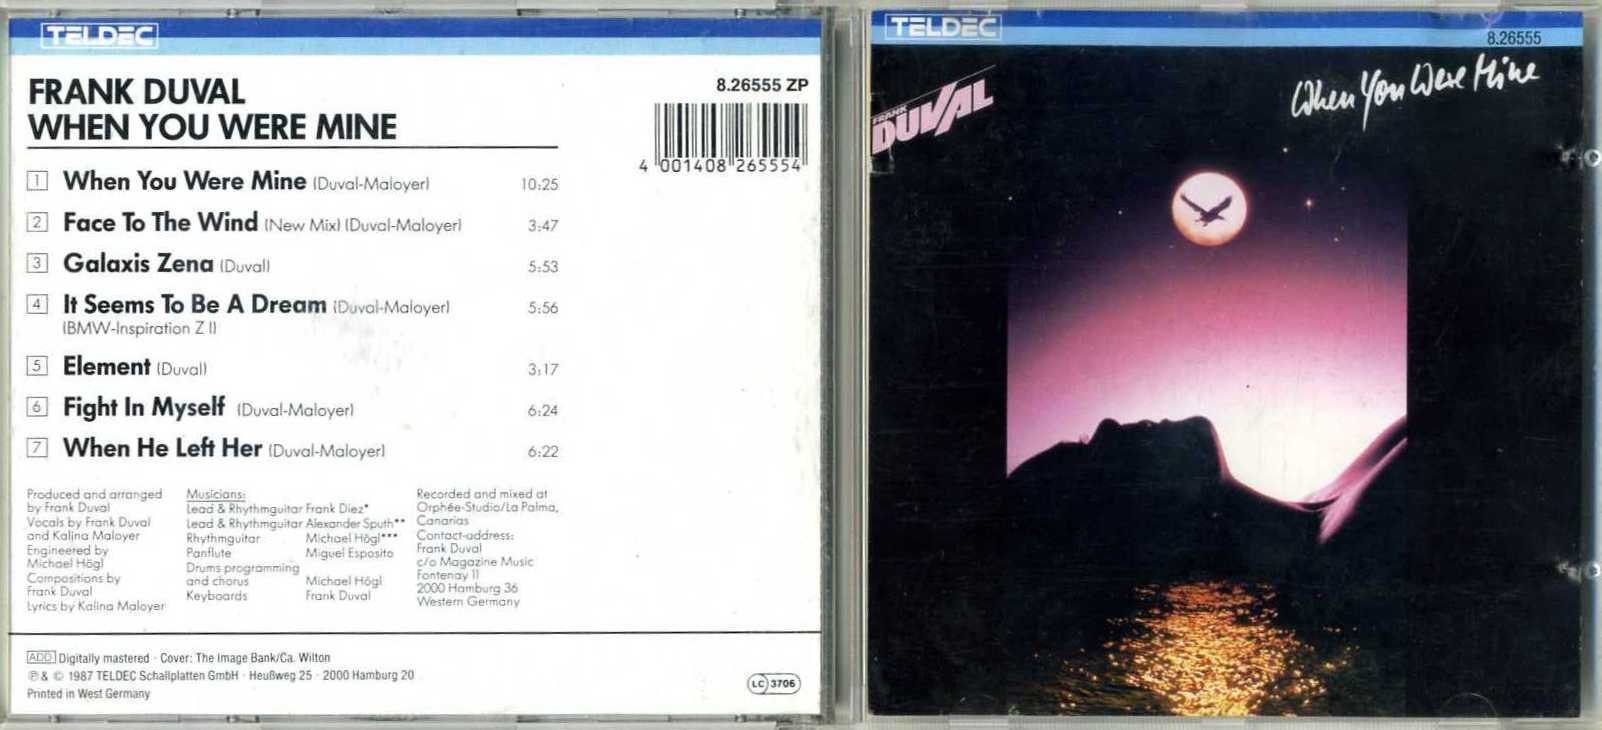 TELDEC
FRANK DUVAL
WHEN YOU WERE MINE
8.26555 ZP
4 001408 265554
1 When You Were Mine (Duval-Maloyer) 10:25
2 Face To The Wind (New Mix) (Duval-Maloyer) 3:47
3 Galaxis Zena (Duval) 5:53
4 It Seems To Be A Dream (Duval-Maloyer) 5:56
(BMW-Inspiration Z I)
5 Element (Duval) 3:17
6 Fight In Myself (Duval-Maloyer) 6:24
7 When He Left Her (Duval-Maloyer) 6:22
Produced and arranged
by Frank Duval
Vocals by Frank Duval
and Kalina Maloyer
Engineered by
Michael Högl
Compositions by
Frank Duval
Lyrics by Kalina Maloyer
Musicians:
Lead & Rhythmguitar Frank Diez*
Lead & Rhythmguitar Alexander Sputh**
Rhythmguitar Michael Högl***
Panflute Miguel Esposito
Drums programming
and chorus Michael Högl
Keyboards Frank Duval
Recorded and mixed at
Orphée-Studio/La Palma,
Canarias
Contact-address:
Frank Duval
c/o Magazine Music
Fontenay 11
2000 Hamburg 36
Western Germany
ADD Digitally mastered · Cover: The Image Bank/Ca. Wilton
℗ & © 1987 TELDEC Schallplatten GmbH · Heußweg 25 · 2000 Hamburg 20
Printed in West Germany
LC 3706
TELDEC
8.26555
FRANK
DUVAL
When You Were Mine